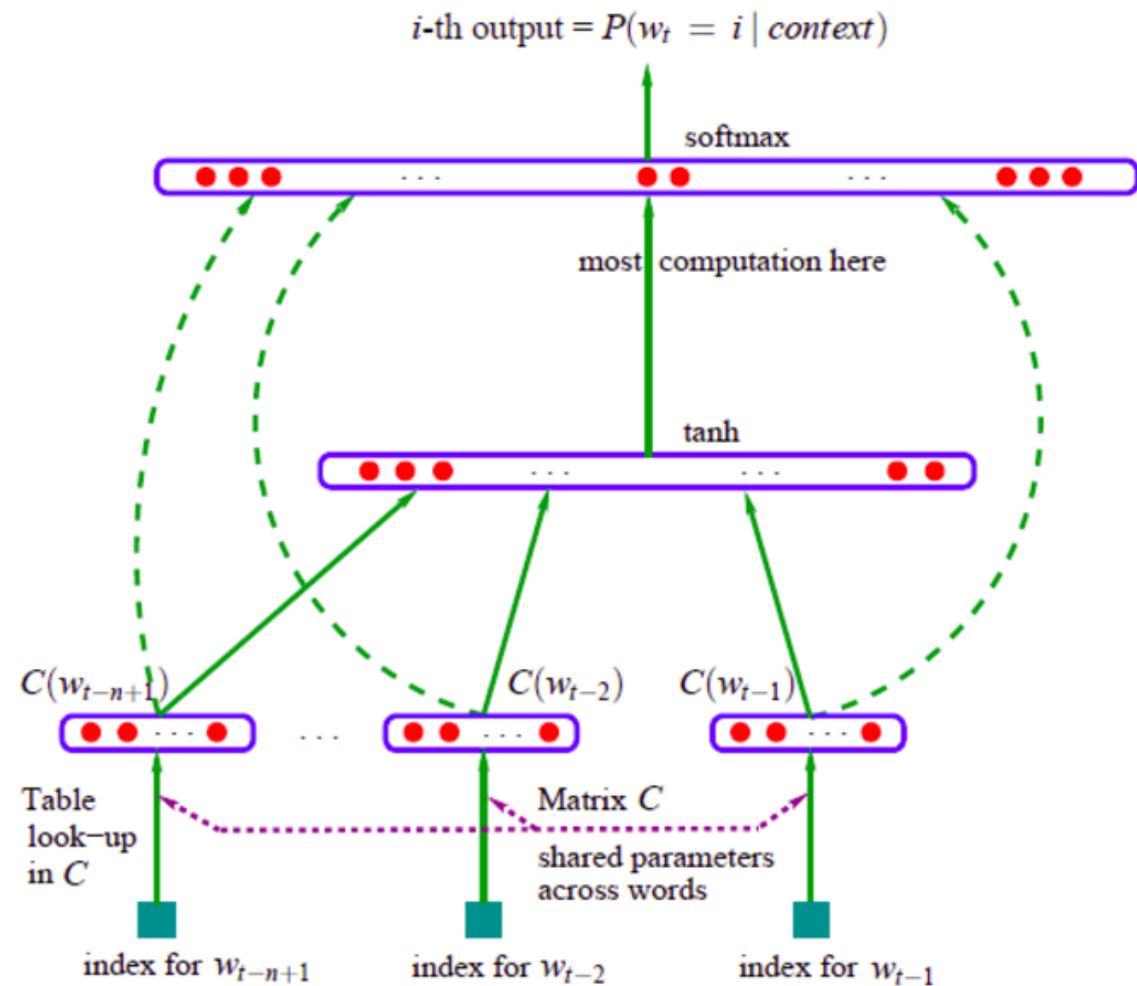 i-th output = P(w_t = i | context)
softmax
. . .
. . .
most computation here
tanh
. . .
. . .
C(w_{t−n+1})
C(w_{t−2})
C(w_{t−1})
. . .
. . .
. . .
. . .
Table
look−up
in C
Matrix C
shared parameters
across words
index for w_{t−n+1}
index for w_{t−2}
index for w_{t−1}